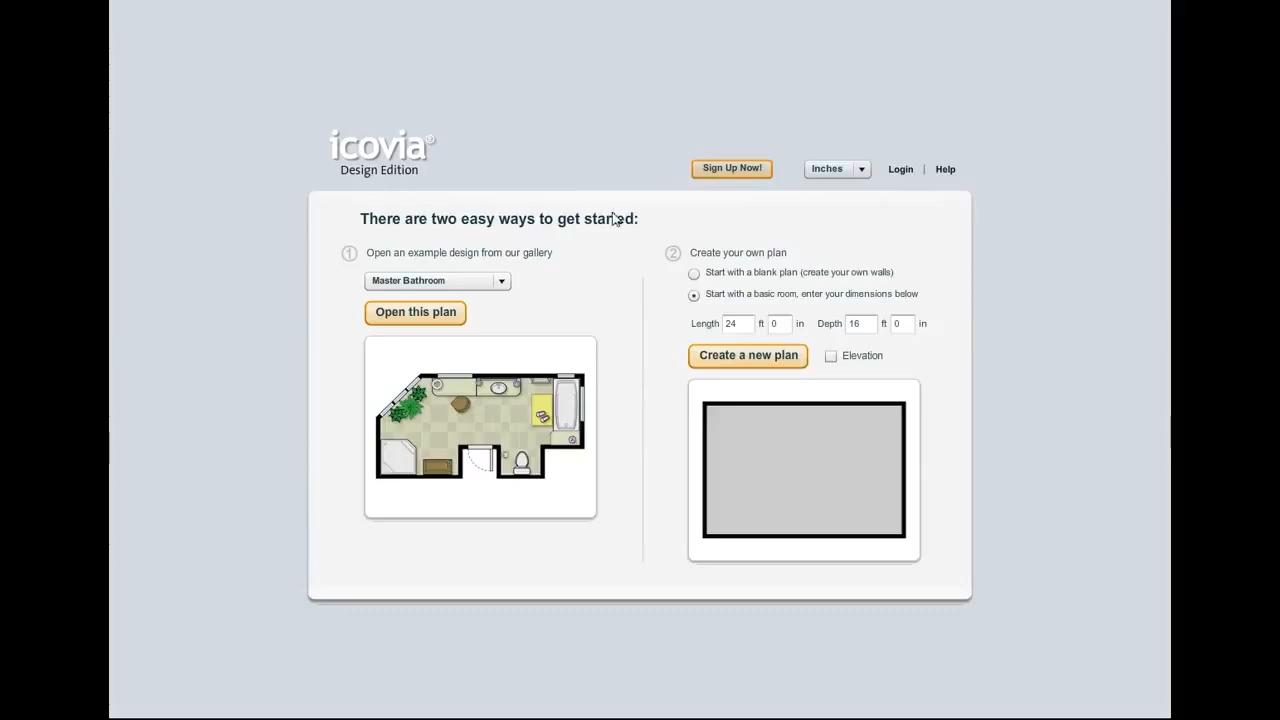 icovia®
Design Edition
Sign Up Now!
Inches
Login | Help
There are two easy ways to get started:
1 Open an example design from our gallery
Master Bathroom
Open this plan
2 Create your own plan
Start with a blank plan (create your own walls)
Start with a basic room, enter your dimensions below
Length 24 ft 0 in Depth 16 ft 0 in
Create a new plan Elevation